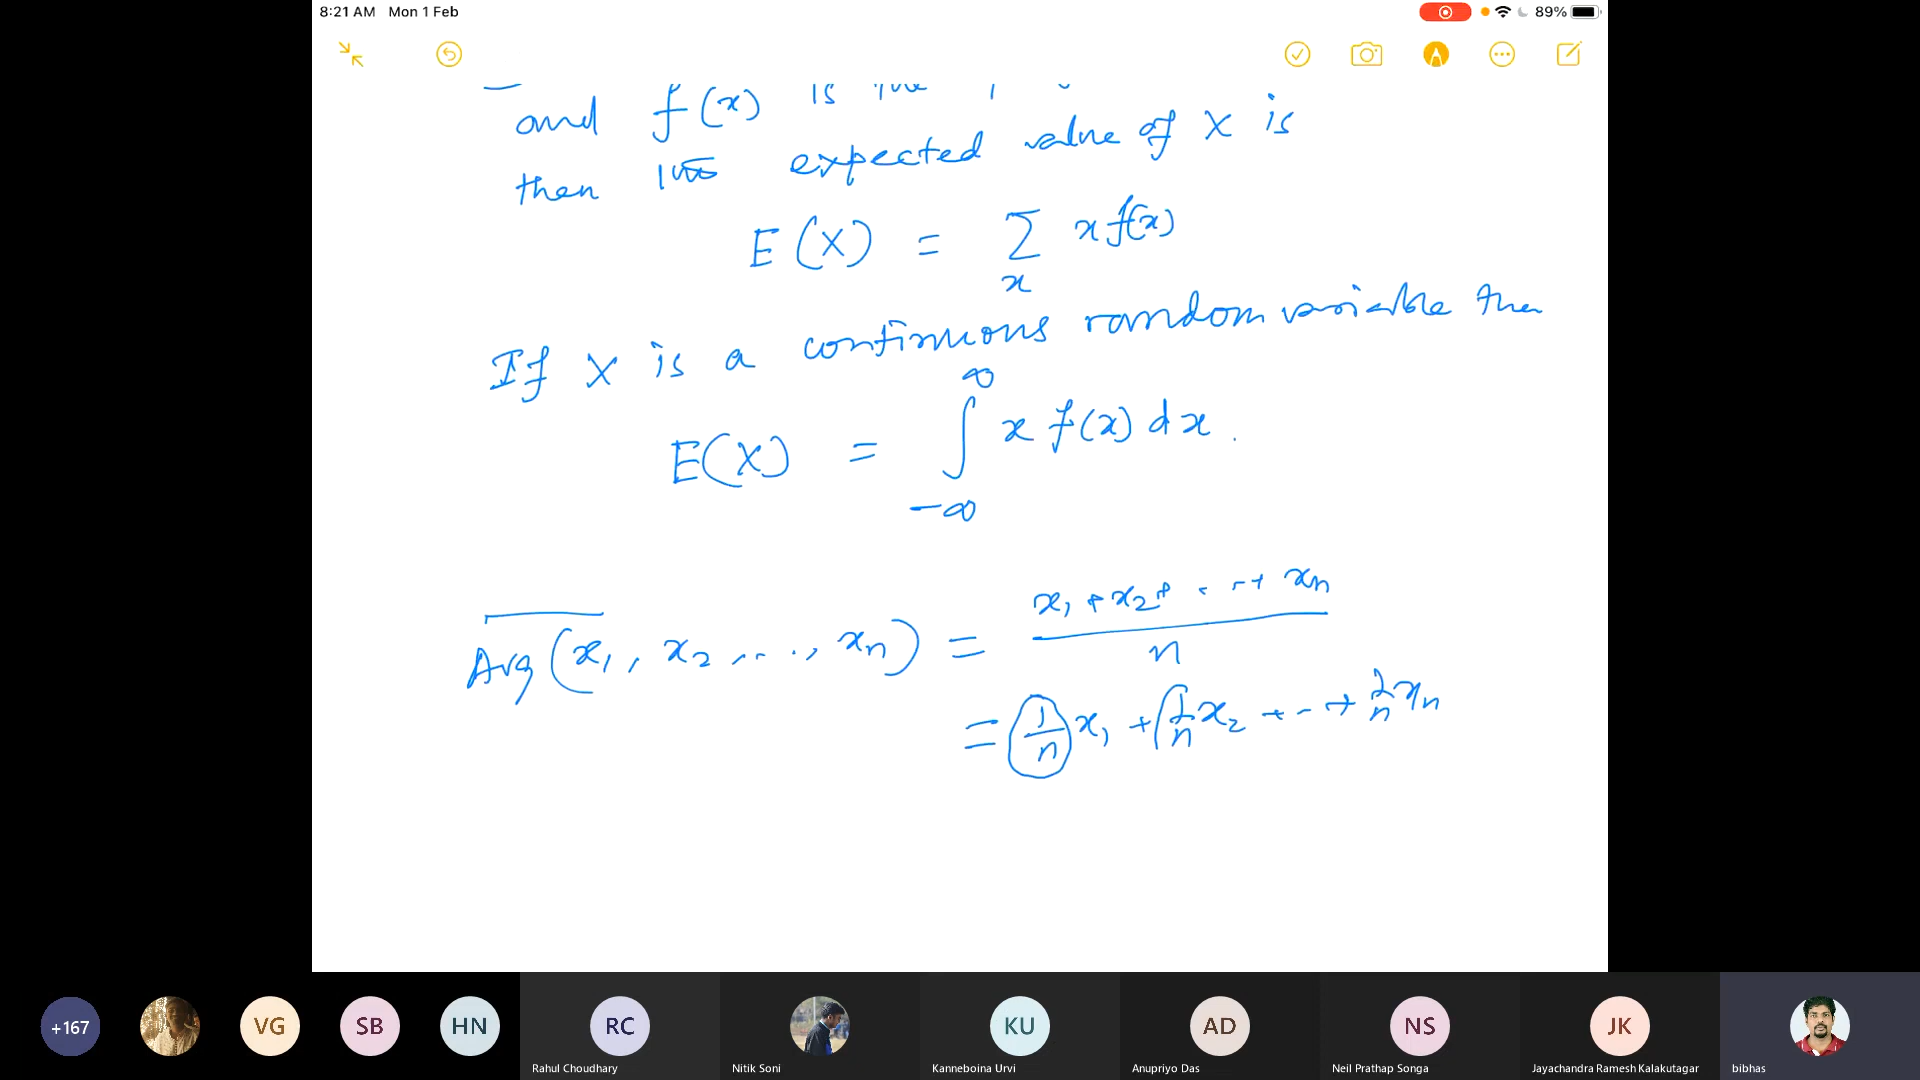 8:21 AM Mon 1 Feb 89%
and f(x) is the
then the expected value of X is
E(X) = ∑ x f(x)
x
If X is a continuous random variable then
∞
E(X) = ∫ x f(x) dx.
-∞
Avg(x₁, x₂, ..., xₙ) = x₁ + x₂ + ... + xₙ
n
= 1/n x₁ + 1/n x₂ + ... + 1/n xₙ
+167 VG SB HN RC KU AD NS JK
Rahul Choudhary Nitik Soni Kanneboina Urvi Anupriyo Das Neil Prathap Songa Jayachandra Ramesh Kalakutagar bibhas